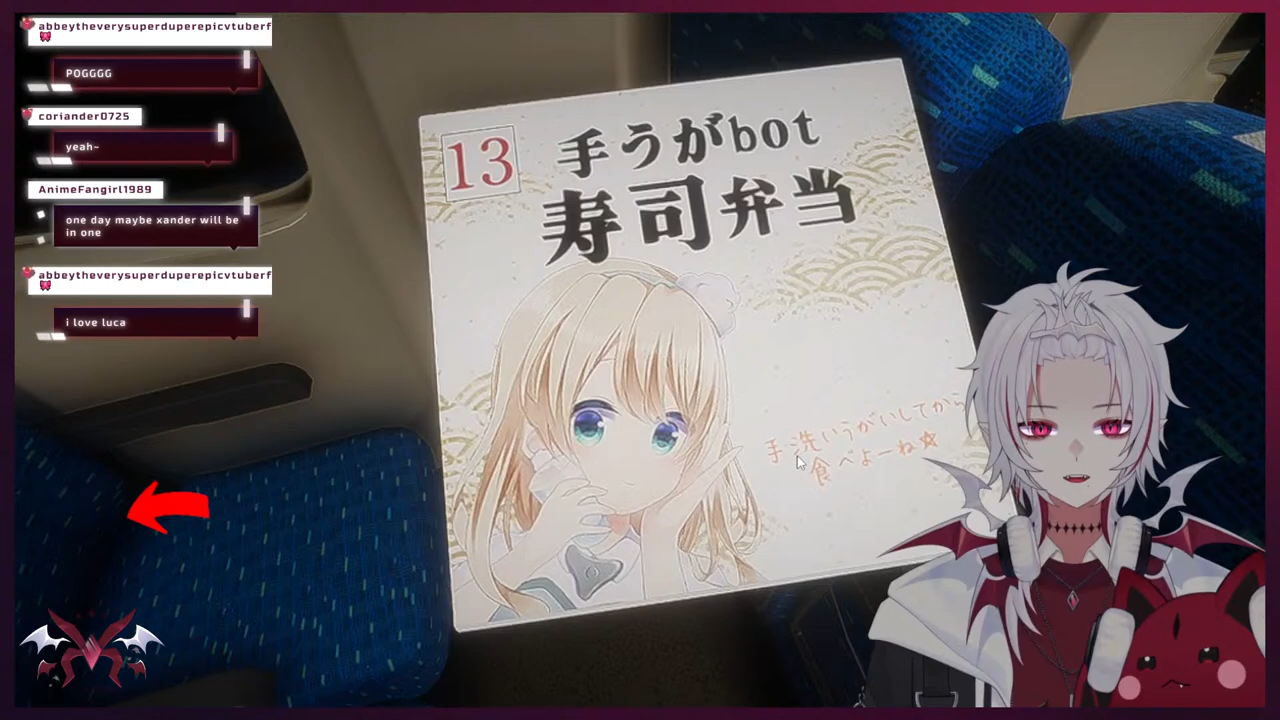 abbeytheverysuperduperepicvtuberf
POGGGG
coriander0725
yeah~
AnimeFangirl1989
one day maybe xander will be
in one
abbeytheverysuperduperepicvtuberf
i love luca
13
手うがbot
寿司弁当
手洗いうがいしてから
食べよーね☆